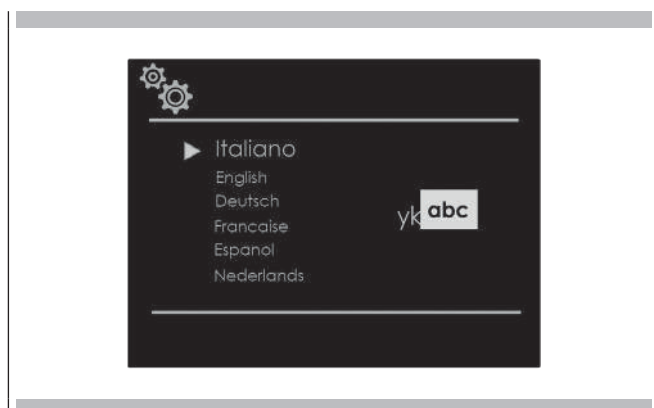 Italiano
English
Deutsch
Francaise
Espanol
Nederlands
yk
abc